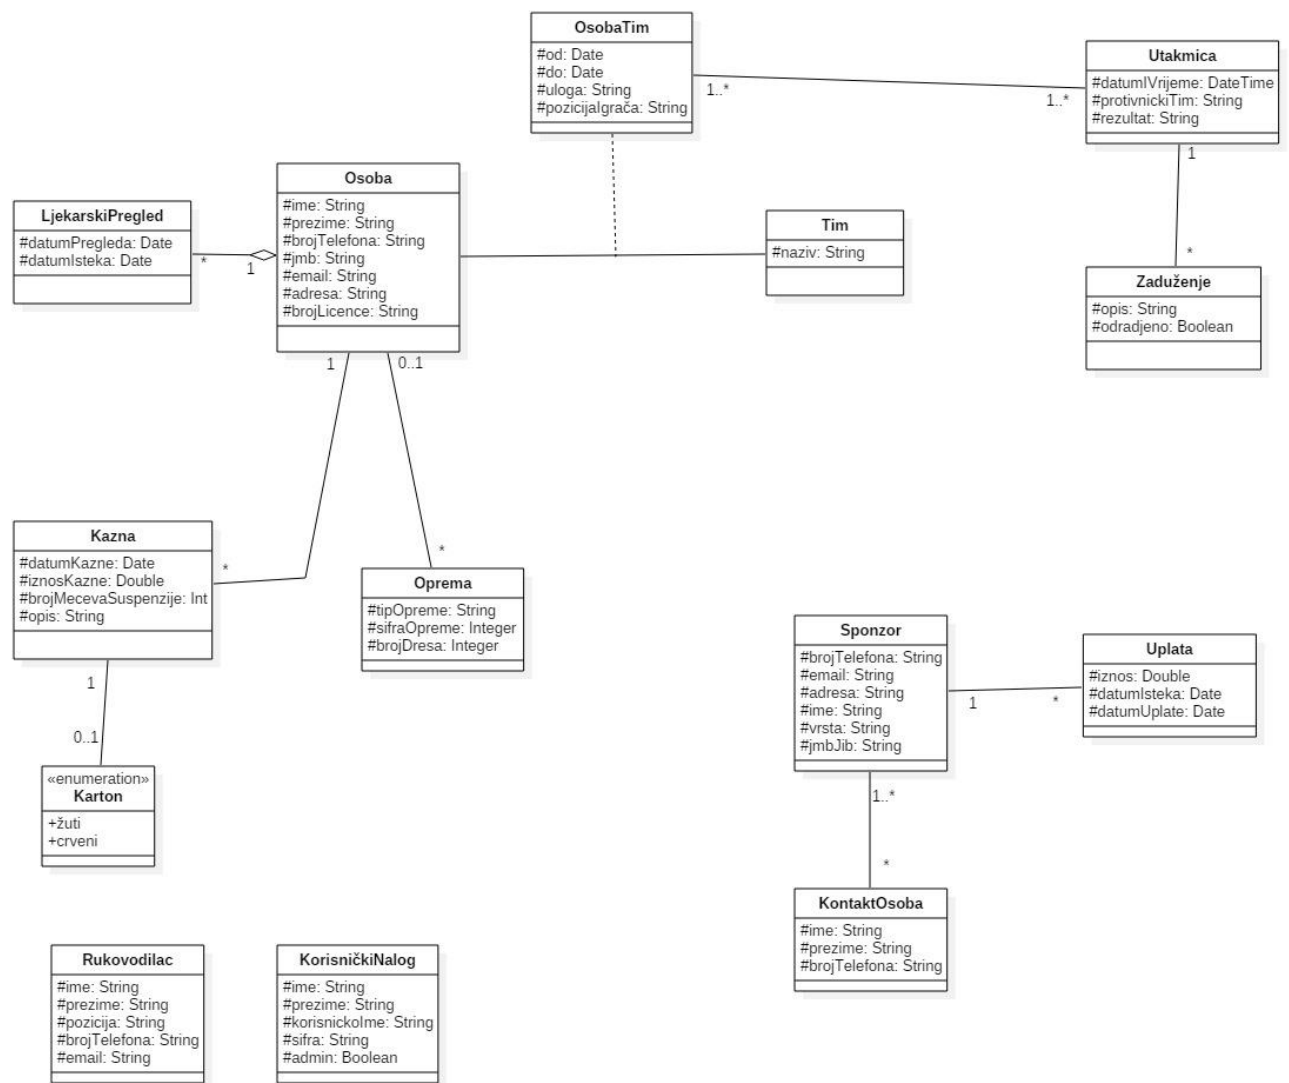 OsobaTim
#od: Date
#do: Date
#uloga: String
#pozicijaIgrača: String
1..*
1..*
Utakmica
#datumIVrijeme: DateTime
#protivnickiTim: String
#rezultat: String
1
*
Zaduženje
#opis: String
#odradjeno: Boolean
Osoba
#ime: String
#prezime: String
#brojTelefona: String
#jmb: String
#email: String
#adresa: String
#brojLicence: String
LjekarskiPregled
#datumPregleda: Date
#datumIsteka: Date
*
1
Tim
#naziv: String
1
0..1
Kazna
#datumKazne: Date
#iznosKazne: Double
#brojMecevaSuspenzije: Int
#opis: String
*
*
Oprema
#tipOpreme: String
#sifraOpreme: Integer
#brojDresa: Integer
1
0..1
«enumeration»
Karton
+žuti
+crveni
Sponzor
#brojTelefona: String
#email: String
#adresa: String
#ime: String
#vrsta: String
#jmbJib: String
1
*
Uplata
#iznos: Double
#datumIsteka: Date
#datumUplate: Date
1..*
*
KontaktOsoba
#ime: String
#prezime: String
#brojTelefona: String
Rukovodilac
#ime: String
#prezime: String
#pozicija: String
#brojTelefona: String
#email: String
KorisničkiNalog
#ime: String
#prezime: String
#korisnickoIme: String
#sifra: String
#admin: Boolean